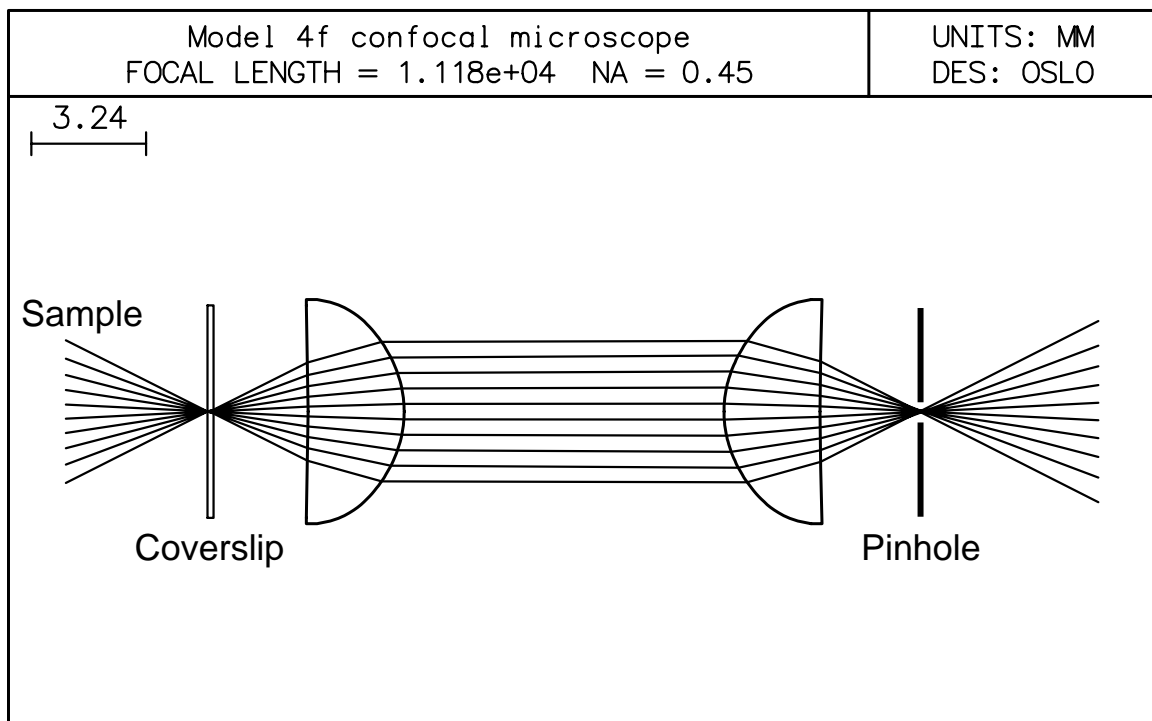 Model 4f confocal microscope
FOCAL LENGTH = 1.118e+04 NA = 0.45
UNITS: MM
DES: OSLO
3.24
Sample
Coverslip
Pinhole